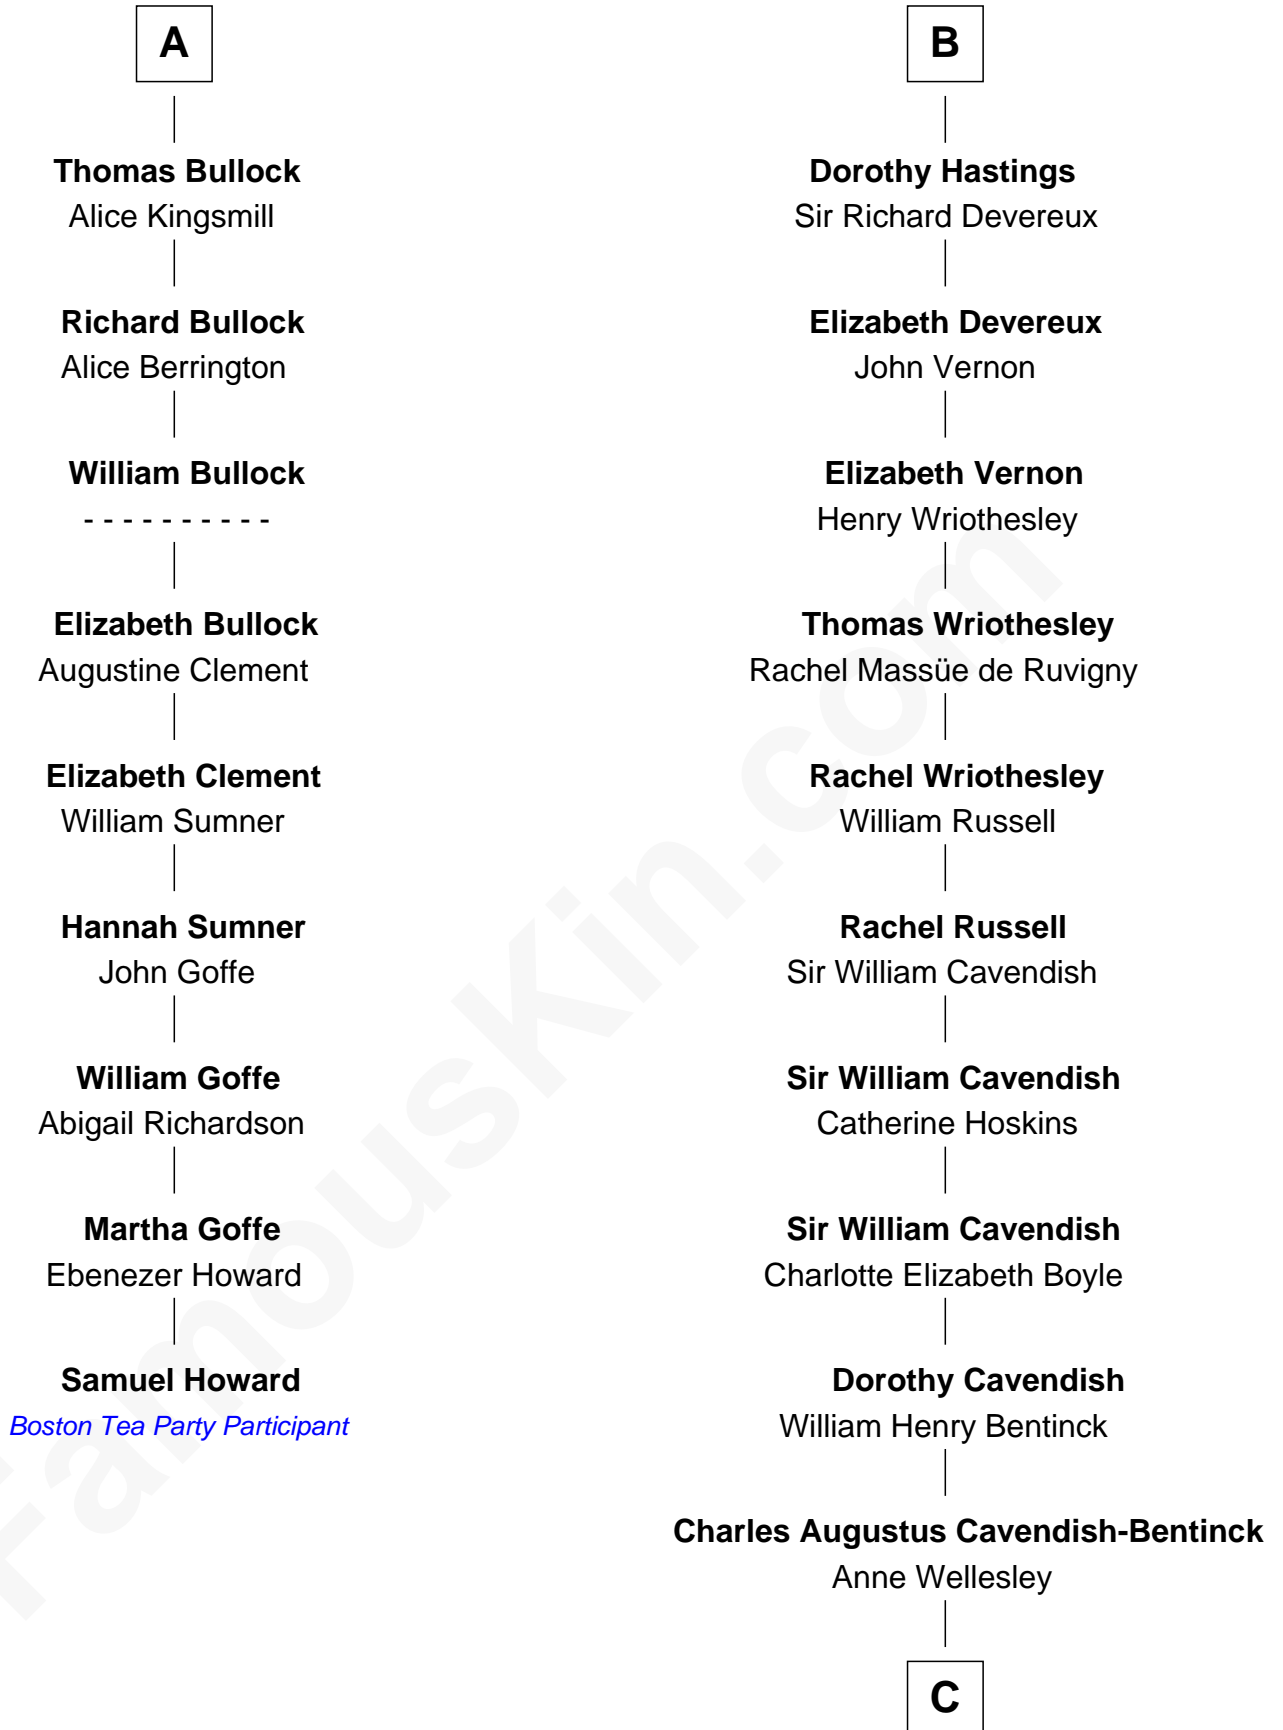 A
Thomas Bullock
Alice Kingsmill
Richard Bullock
Alice Berrington
William Bullock
- - - - - - - - - -
Elizabeth Bullock
Augustine Clement
Elizabeth Clement
William Sumner
Hannah Sumner
John Goffe
William Goffe
Abigail Richardson
Martha Goffe
Ebenezer Howard
Samuel Howard
Boston Tea Party Participant
B
Dorothy Hastings
Sir Richard Devereux
Elizabeth Devereux
John Vernon
Elizabeth Vernon
Henry Wriothesley
Thomas Wriothesley
Rachel Massüe de Ruvigny
Rachel Wriothesley
William Russell
Rachel Russell
Sir William Cavendish
Sir William Cavendish
Catherine Hoskins
Sir William Cavendish
Charlotte Elizabeth Boyle
Dorothy Cavendish
William Henry Bentinck
Charles Augustus Cavendish-Bentinck
Anne Wellesley
C
FamousKin.com